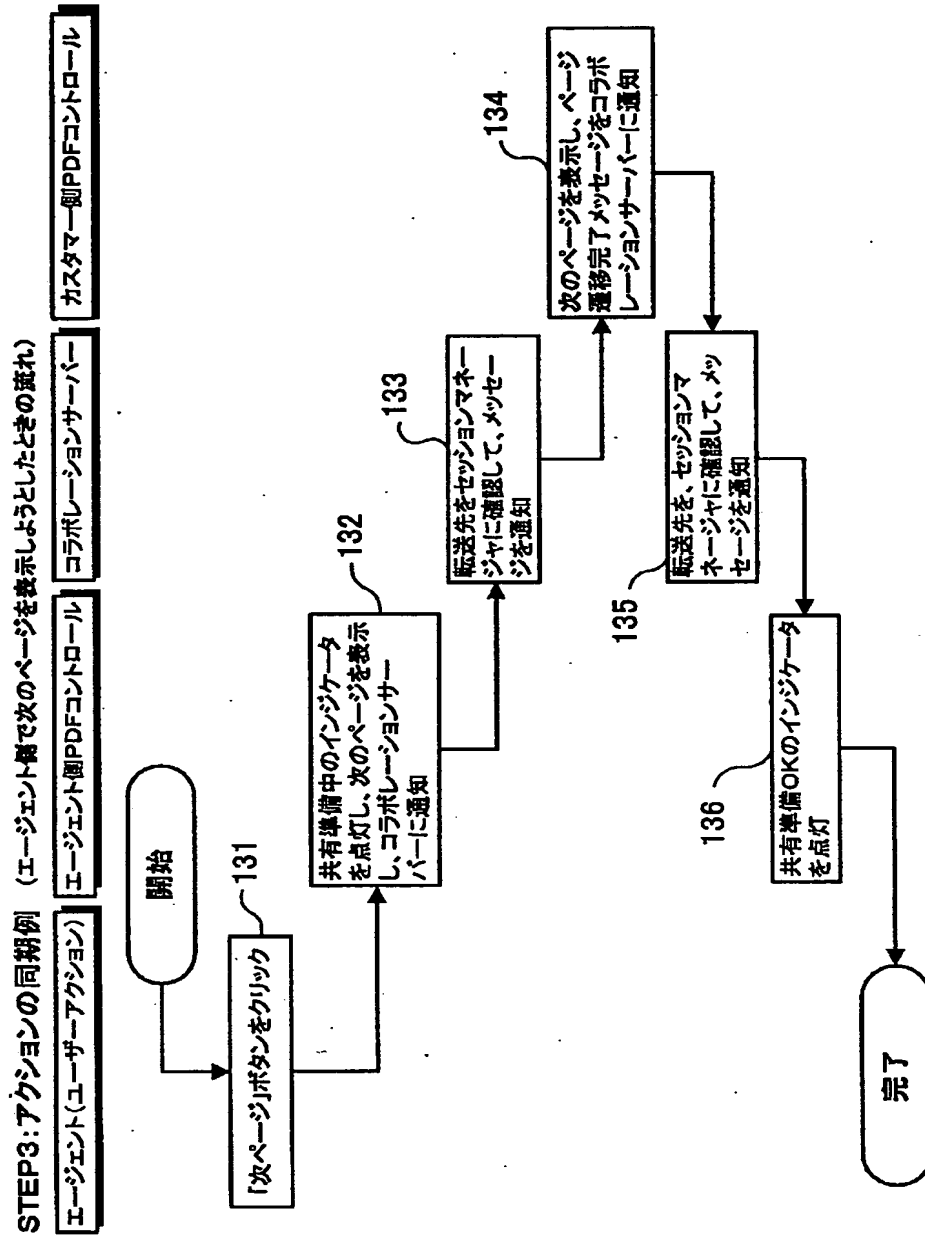 STEP3:アクションの同期例 (エージェント側で次のページを表示しようとしたときの流れ)
エージェント(ユーザーアクション)
エージェント側PDFコントロール
コラボレーションサーバー
カスタマー側PDFコントロール
開始
131
「次ページ」ボタンをクリック
132
共有準備中のインジケータ
を点灯し、次のページを表示
し、コラボレーションサー
バーに通知
133
転送先をセッションマネー
ジャに確認して、メッセー
ジを通知
134
次のページを表示し、ページ
遷移完了メッセージをコラボ
レーションサーバーに通知
135
転送先を、セッションマ
ネージャに確認して、メッ
セージを通知
136
共有準備OKのインジケータ
を点灯
完了